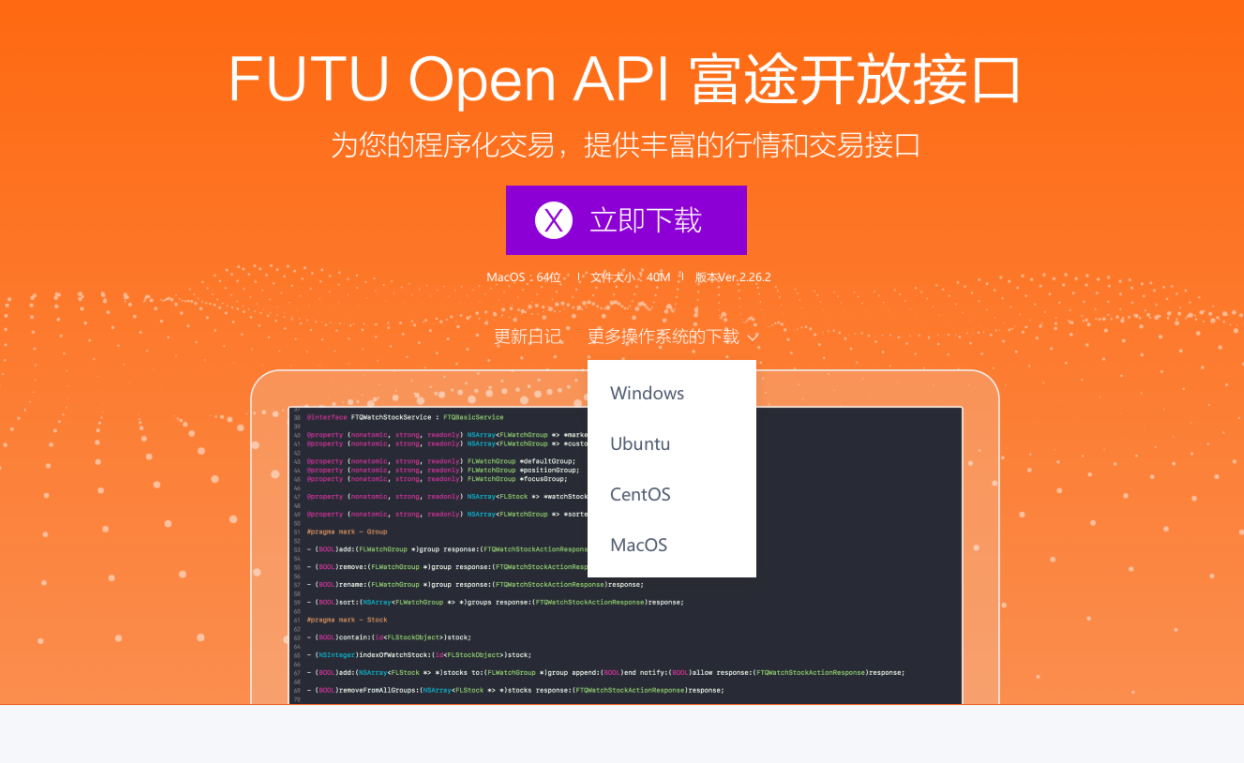 FUTU Open API 富途开放接口
为您的程序化交易，提供丰富的行情和交易接口
X 立即下载
MacOS：64位 | 文件大小：40M | 版本Ver.2.26.2
更新日记 更多操作系统的下载
Windows
Ubuntu
CentOS
MacOS
37
38 @interface FTQWatchStockService : FTQBasicService
39
40 @property (nonatomic, strong, readonly) NSArray<FLWatchGroup *> *marke
41 @property (nonatomic, strong, readonly) NSArray<FLWatchGroup *> *custo
42
43 @property (nonatomic, strong, readonly) FLWatchGroup *defaultGroup;
44 @property (nonatomic, strong, readonly) FLWatchGroup *positionGroup;
45 @property (nonatomic, strong, readonly) FLWatchGroup *focusGroup;
46
47 @property (nonatomic, strong, readonly) NSArray<FLStock *> *watchStock
48
49 @property (nonatomic, strong, readonly) NSArray<FLWatchGroup *> *sorte
50
51 #pragma mark - Group
52
53 - (BOOL)add:(FLWatchGroup *)group response:(FTQWatchStockActionRespons
54
55 - (BOOL)remove:(FLWatchGroup *)group response:(FTQWatchStockActionResp
56
57 - (BOOL)rename:(FLWatchGroup *)group response:(FTQWatchStockActionResponse)response;
58
59 - (BOOL)sort:(NSArray<FLWatchGroup *> *)groups response:(FTQWatchStockActionResponse)response;
60
61 #pragma mark - Stock
62
63 - (BOOL)contain:(id<FLStockObject>)stock;
64
65 - (NSInteger)indexOfWatchStock:(id<FLStockObject>)stock;
66
67 - (BOOL)add:(NSArray<FLStock *> *)stocks to:(FLWatchGroup *)group append:(BOOL)end notify:(BOOL)allow response:(FTQWatchStockActionResponse)response;
68
69 - (BOOL)removeFromAllGroups:(NSArray<FLStock *> *)stocks response:(FTQWatchStockActionResponse)response;
70